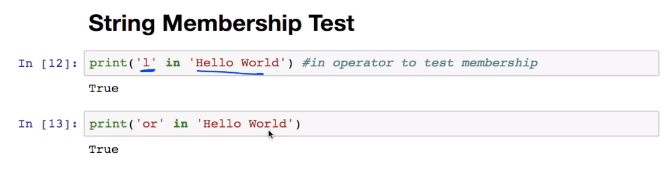 String Membership Test
In [12]: print('l' in 'Hello World') #in operator to test membership
True
In [13]: print('or' in 'Hello World')
True